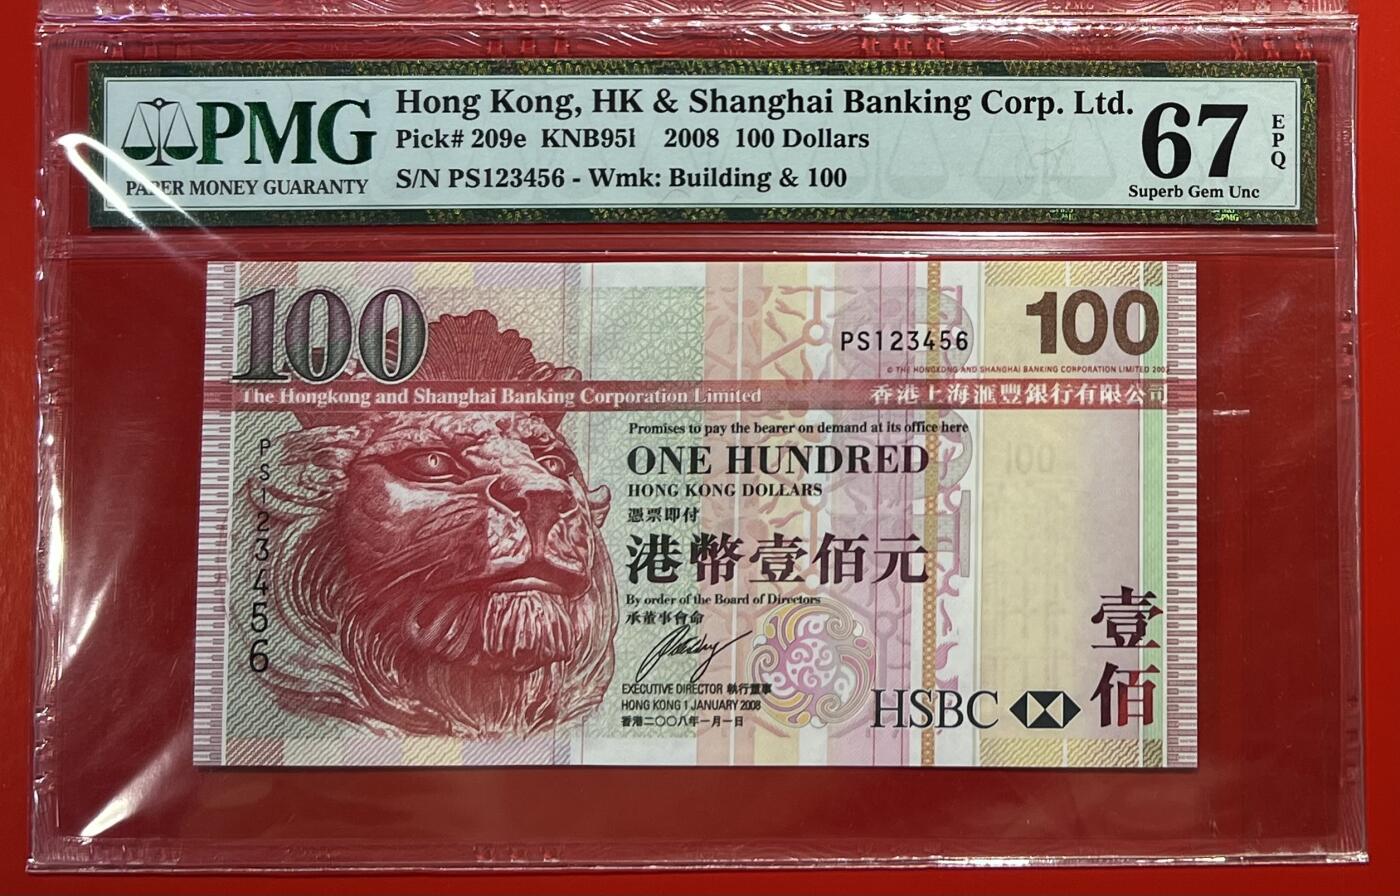 PMG
PAPER MONEY GUARANTY
Hong Kong, HK & Shanghai Banking Corp. Ltd.
Pick# 209e KNB95l 2008 100 Dollars
S/N PS123456 - Wmk: Building & 100
67
EPQ
Superb Gem Unc
100
PS123456
100
© THE HONGKONG AND SHANGHAI BANKING CORPORATION LIMITED
The Hongkong and Shanghai Banking Corporation Limited
香港上海滙豐銀行有限公司
PS123456
Promises to pay the bearer on demand at its office here
ONE HUNDRED
HONG KONG DOLLARS
憑票即付
港幣壹佰元
By order of the Board of Directors
承董事會命
EXECUTIVE DIRECTOR 執行董事
HONG KONG 1 JANUARY 2008
香港二〇〇八年一月一日
HSBC
壹佰